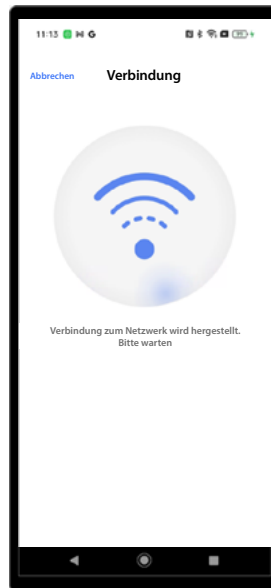 11:13 G
Abbrechen Verbindung
Verbindung zum Netzwerk wird hergestellt.
Bitte warten